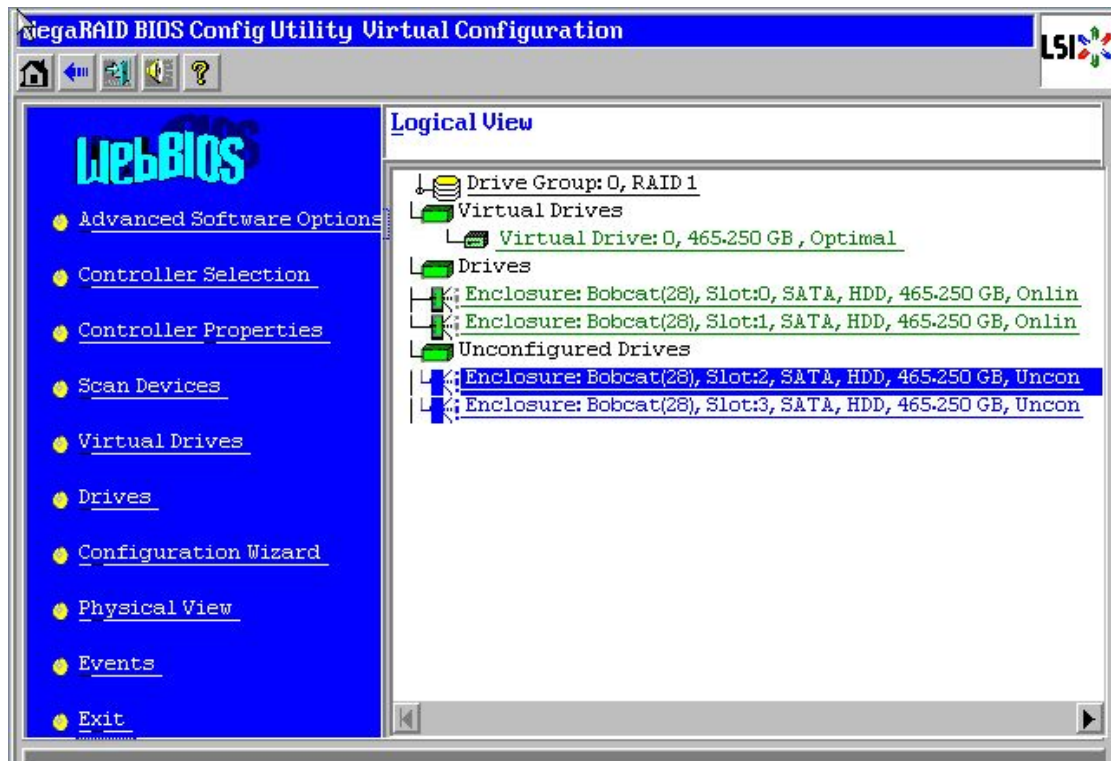 MegaRAID BIOS Config Utility Virtual Configuration
LSI
WebBIOS
Advanced Software Options
Controller Selection
Controller Properties
Scan Devices
Virtual Drives
Drives
Configuration Wizard
Physical View
Events
Exit
Logical View
Drive Group: 0, RAID 1
Virtual Drives
Virtual Drive: 0, 465.250 GB , Optimal
Drives
Enclosure: Bobcat(28), Slot:0, SATA, HDD, 465.250 GB, Onlin
Enclosure: Bobcat(28), Slot:1, SATA, HDD, 465.250 GB, Onlin
Unconfigured Drives
Enclosure: Bobcat(28), Slot:2, SATA, HDD, 465.250 GB, Uncon
Enclosure: Bobcat(28), Slot:3, SATA, HDD, 465.250 GB, Uncon